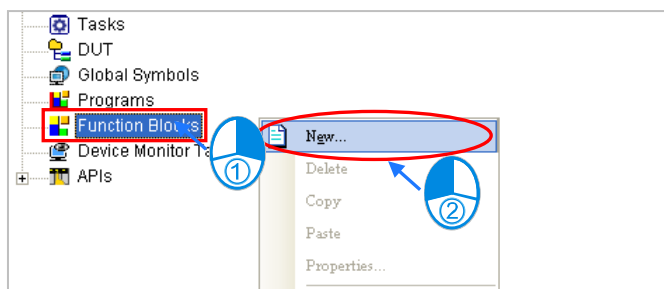 Tasks
DUT
Global Symbols
Programs
Function Blocks
Device Monitor Ta
APIs
New...
Delete
Copy
Paste
Properties...
①
②